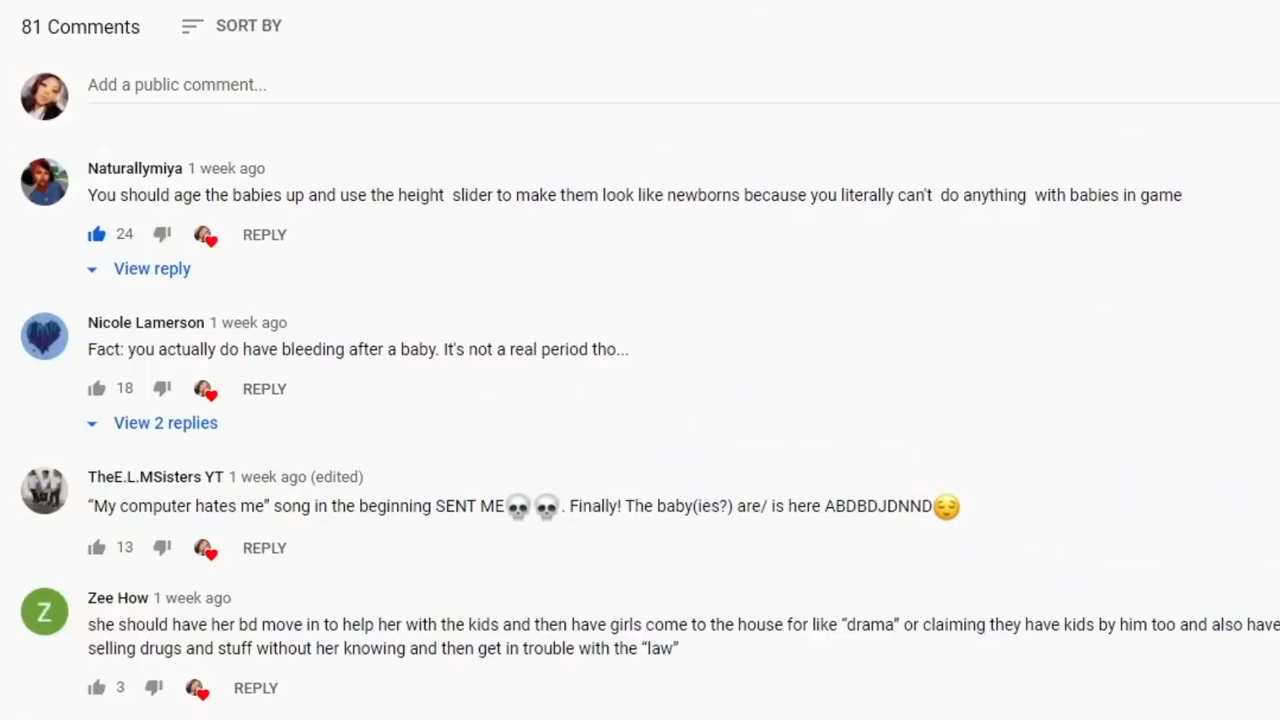 81 Comments SORT BY
Add a public comment...
Naturallymiya 1 week ago
You should age the babies up and use the height  slider to make them look like newborns because you literally can't  do anything  with babies in game
24 REPLY
View reply
Nicole Lamerson 1 week ago
Fact: you actually do have bleeding after a baby. It's not a real period tho...
18 REPLY
View 2 replies
TheE.L.MSisters YT 1 week ago (edited)
“My computer hates me” song in the beginning SENT ME💀💀. Finally! The baby(ies?) are/ is here ABDBDJDNND😌
13 REPLY
Z
Zee How 1 week ago
she should have her bd move in to help her with the kids and then have girls come to the house for like “drama” or claiming they have kids by him too and also have
selling drugs and stuff without her knowing and then get in trouble with the “law”
3 REPLY